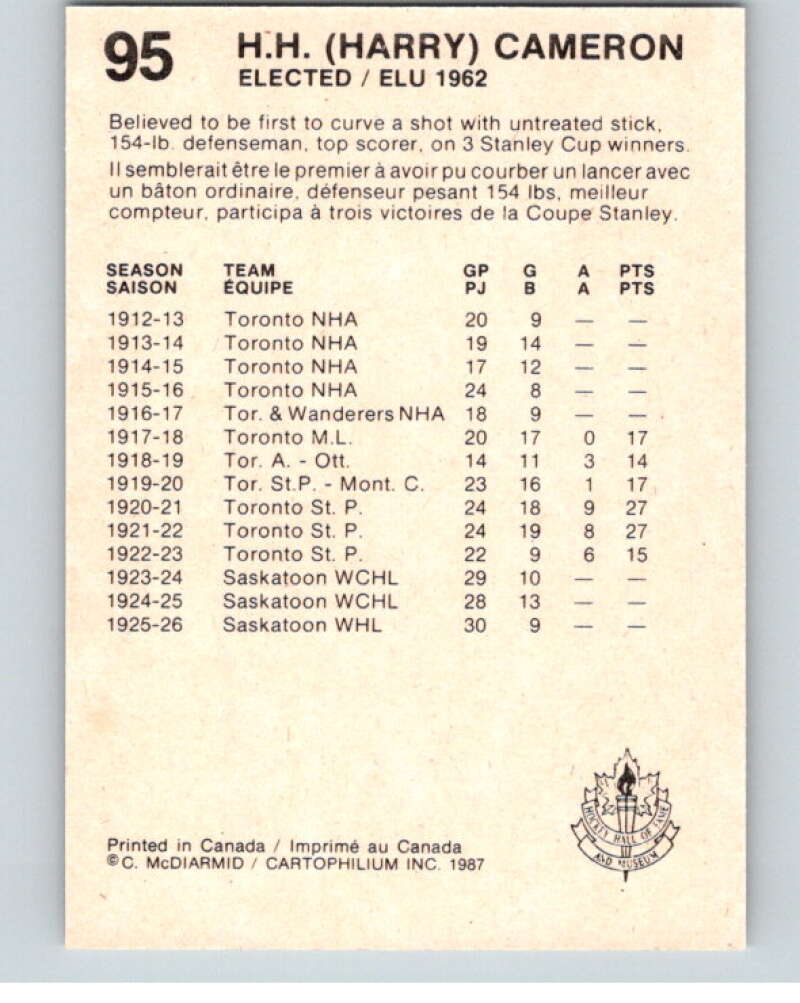 95 H.H. (HARRY) CAMERON
ELECTED / ELU 1962
Believed to be first to curve a shot with untreated stick,
154-lb. defenseman, top scorer, on 3 Stanley Cup winners.
Il semblerait être le premier à avoir pu courber un lancer avec
un bâton ordinaire, défenseur pesant 154 lbs, meilleur
compteur, participa à trois victoires de la Coupe Stanley.
SEASON TEAM GP G A PTS
SAISON ÉQUIPE PJ B A PTS
1912-13 Toronto NHA 20 9 — —
1913-14 Toronto NHA 19 14 — —
1914-15 Toronto NHA 17 12 — —
1915-16 Toronto NHA 24 8 — —
1916-17 Tor. & Wanderers NHA 18 9 — —
1917-18 Toronto M.L. 20 17 0 17
1918-19 Tor. A. - Ott. 14 11 3 14
1919-20 Tor. St.P. - Mont. C. 23 16 1 17
1920-21 Toronto St. P. 24 18 9 27
1921-22 Toronto St. P. 24 19 8 27
1922-23 Toronto St. P. 22 9 6 15
1923-24 Saskatoon WCHL 29 10 — —
1924-25 Saskatoon WCHL 28 13 — —
1925-26 Saskatoon WHL 30 9 — —
HOCKEY HALL OF FAME
AND MUSEUM
Printed in Canada / Imprimé au Canada
©C. McDIARMID / CARTOPHILIUM INC. 1987